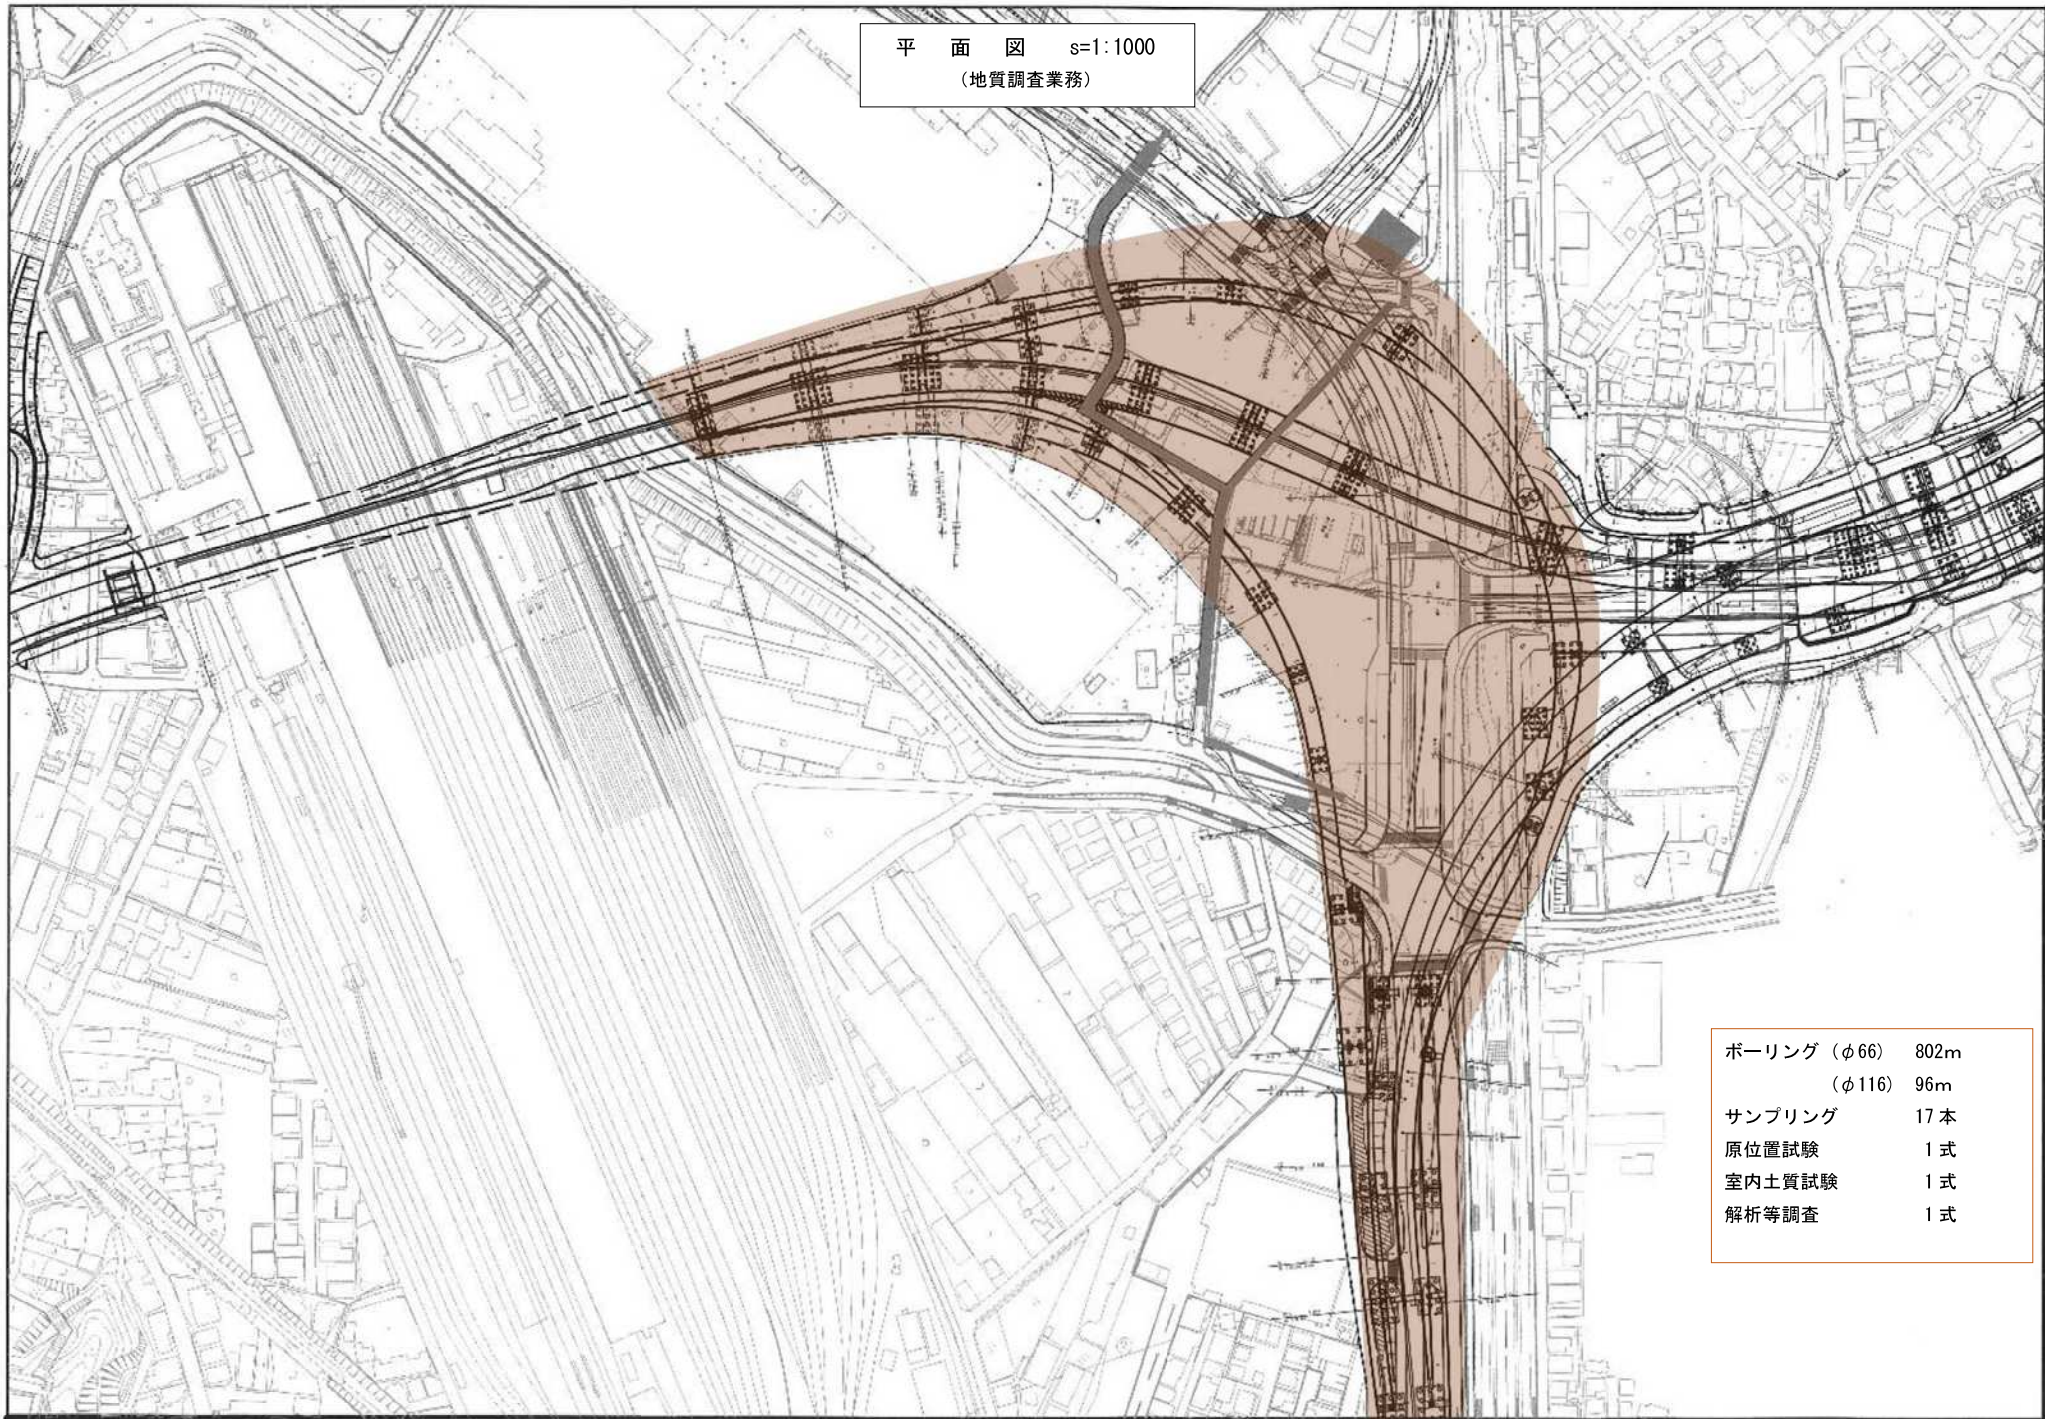 平 面 図 s=1:1000
(地質調査業務)
ボーリング (φ66) 802m
(φ116) 96m
サンプリング 17本
原位置試験 1式
室内土質試験 1式
解析等調査 1式